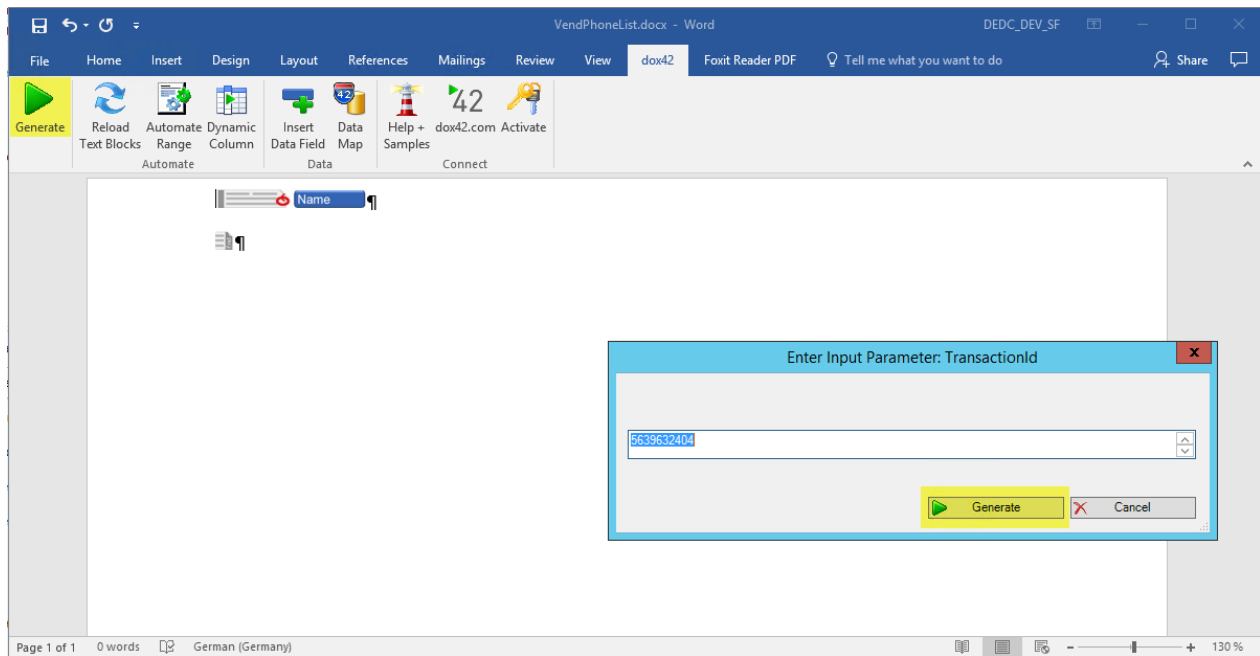 VendPhoneList.docx - Word
DEDC_DEV_SF
File Home Insert Design Layout References Mailings Review View dox42 Foxit Reader PDF Tell me what you want to do Share
Generate
Reload Text Blocks
Automate Range
Dynamic Column
Insert Data Field
42
Data Map
Help + Samples
42
dox42.com
Activate
Automate Data Connect
Name ¶
¶
Enter Input Parameter: TransactionId
x
5639632404
Generate Cancel
Page 1 of 1 0 words German (Germany) 130 %